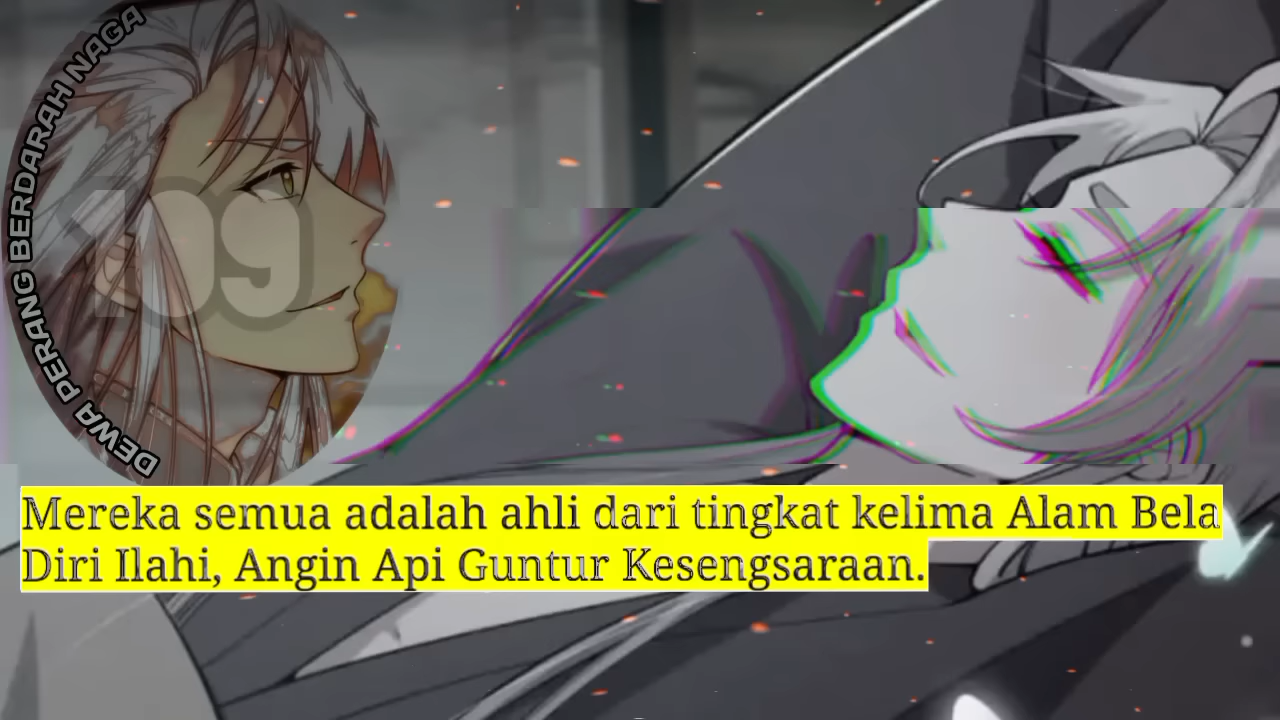 DEWA PERANG BERDARAH NAGA
109
Mereka semua adalah ahli dari tingkat kelima Alam Bela
Diri Ilahi, Angin Api Guntur Kesengsaraan.